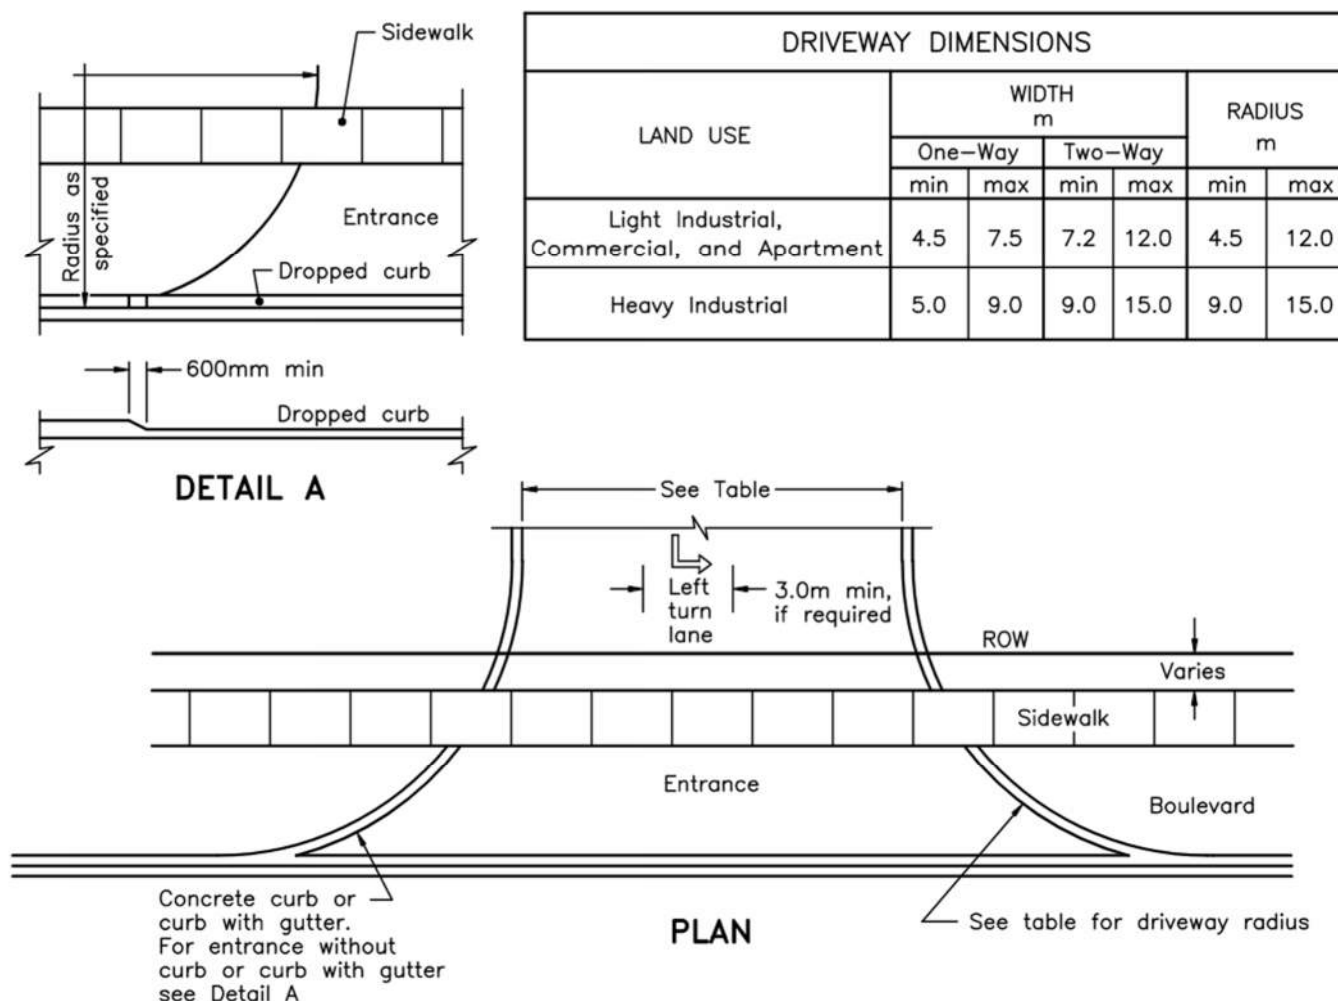 Sidewalk
Radius as
specified
Entrance
Dropped curb
600mm min
Dropped curb
DETAIL A
DRIVEWAY DIMENSIONS
LAND USE
WIDTH
m
RADIUS
m
One-Way Two-Way
min max min max min max
Light Industrial,
Commercial, and Apartment 4.5 7.5 7.2 12.0 4.5 12.0
Heavy Industrial 5.0 9.0 9.0 15.0 9.0 15.0
See Table
Left
turn
lane
3.0m min,
if required
ROW
Varies
Sidewalk
Entrance
Boulevard
Concrete curb or
curb with gutter.
For entrance without
curb or curb with gutter
see Detail A
See table for driveway radius
PLAN